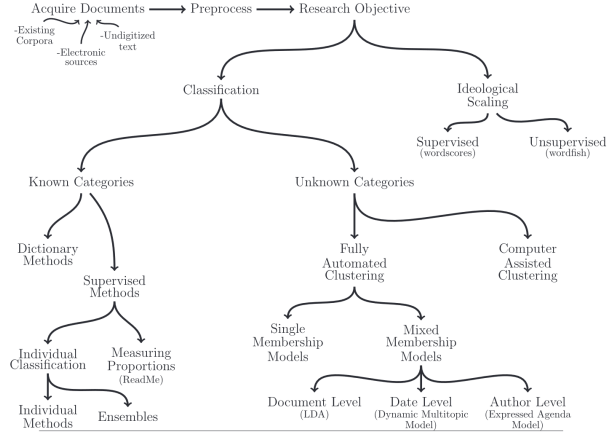 Acquire Documents
Preprocess
Research Objective
-Existing
Corpora
-Electronic
sources
-Undigitized
text
Classification
Ideological
Scaling
Supervised
(wordscores)
Unsupervised
(wordfish)
Known Categories
Unknown Categories
Dictionary
Methods
Supervised
Methods
Fully
Automated
Clustering
Computer
Assisted
Clustering
Individual
Classification
Measuring
Proportions
(ReadMe)
Single
Membership
Models
Mixed
Membership
Models
Individual
Methods
Ensembles
Document Level
(LDA)
Date Level
(Dynamic Multitopic
Model)
Author Level
(Expressed Agenda
Model)